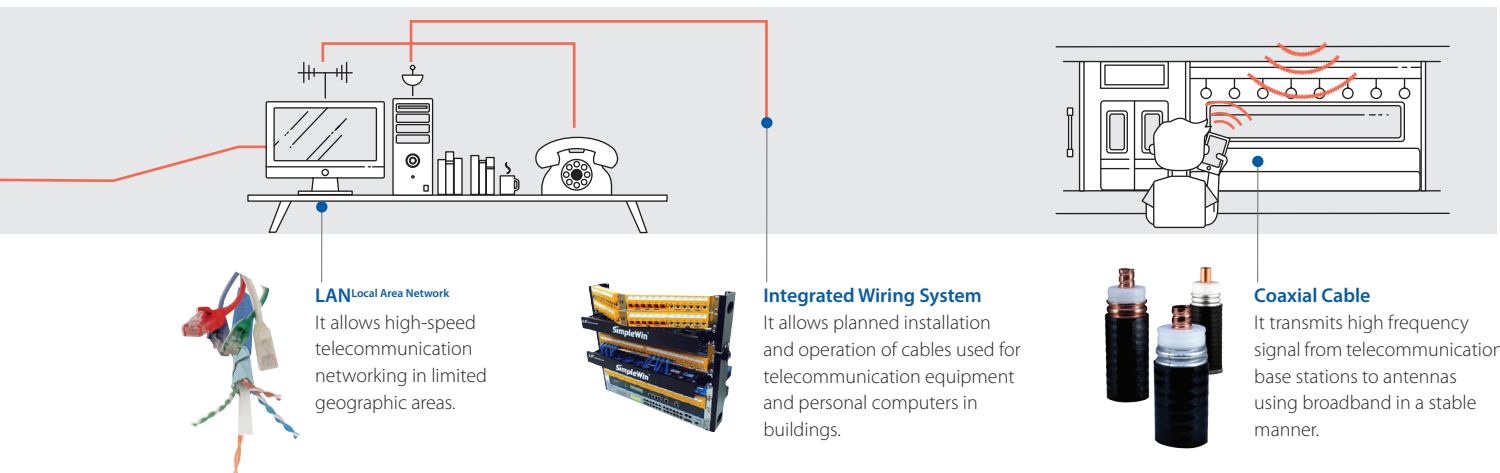 LAN Local Area Network
It allows high-speed
telecommunication
networking in limited
geographic areas.
SimpleWin
SimpleWin
Integrated Wiring System
It allows planned installation
and operation of cables used for
telecommunication equipment
and personal computers in
buildings.
Coaxial Cable
It transmits high frequency
signal from telecommunication
base stations to antennas
using broadband in a stable
manner.